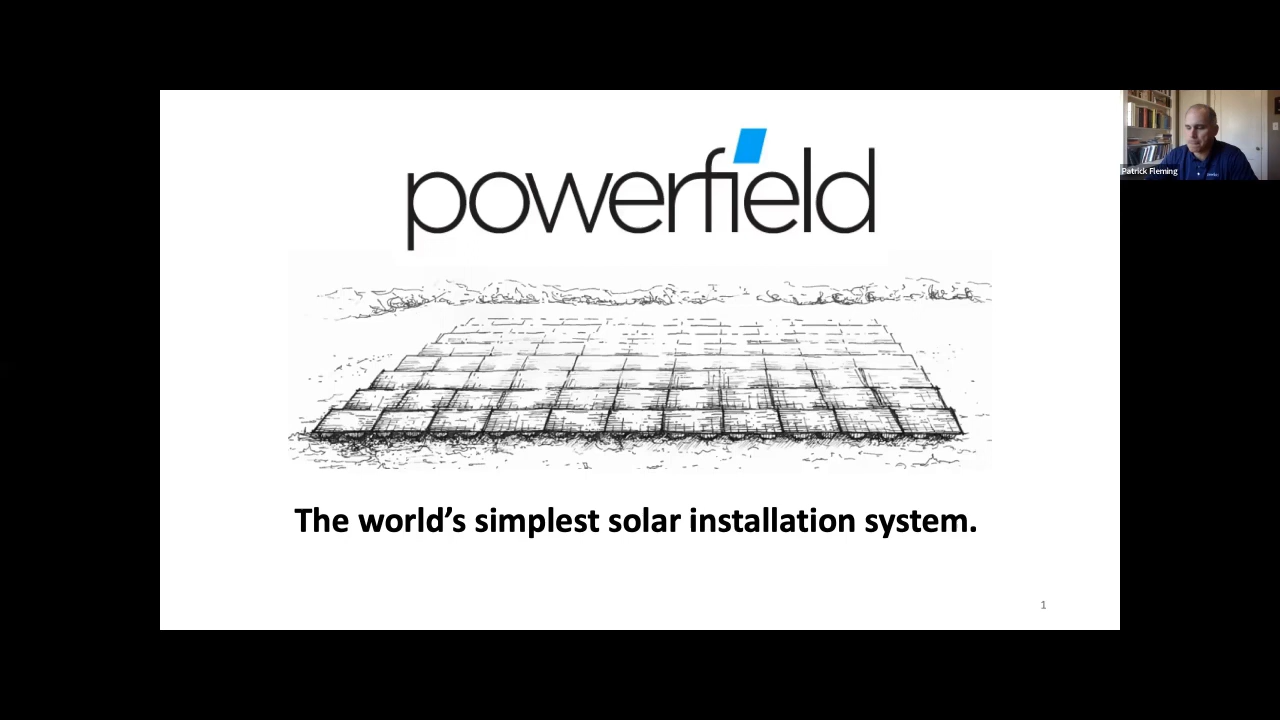 powerfield
Patrick Fleming
The world's simplest solar installation system.
1